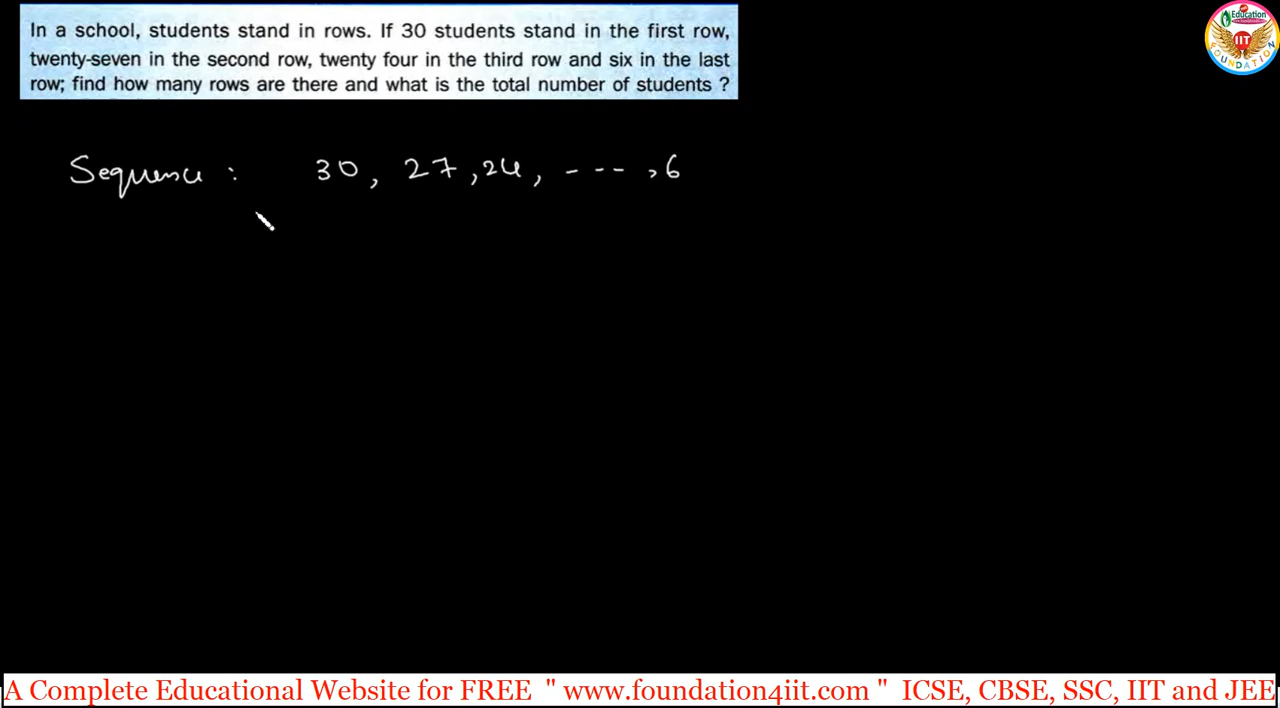 In a school, students stand in rows. If 30 students stand in the first row,
twenty-seven in the second row, twenty four in the third row and six in the last
row; find how many rows are there and what is the total number of students ?
Education
IIT
FOUNDATION
Sequence : 30, 27, 24, - - - , 6
A Complete Educational Website for FREE " www.foundation4iit.com " ICSE, CBSE, SSC, IIT and JEE